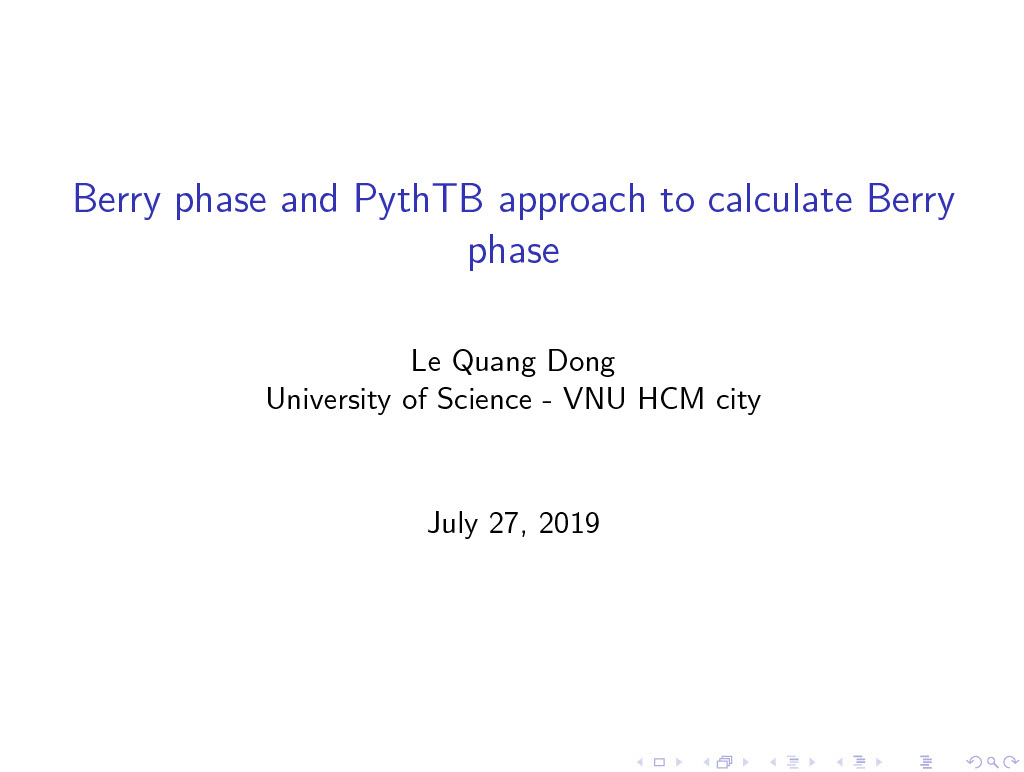 Berry phase and PythTB approach to calculate Berry
phase
Le Quang Dong
University of Science - VNU HCM city
July 27, 2019